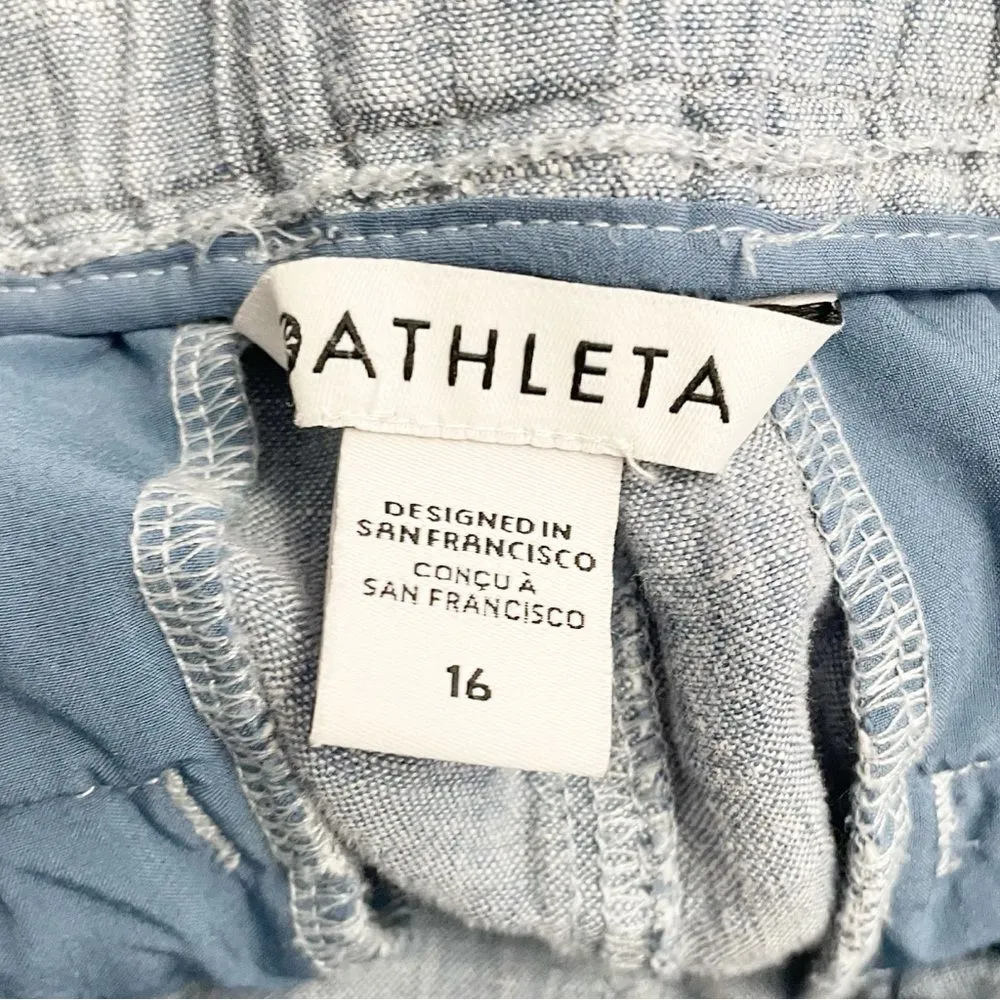 ATHLETA
DESIGNED IN
SAN FRANCISCO
CONÇU À
SAN FRANCISCO
16